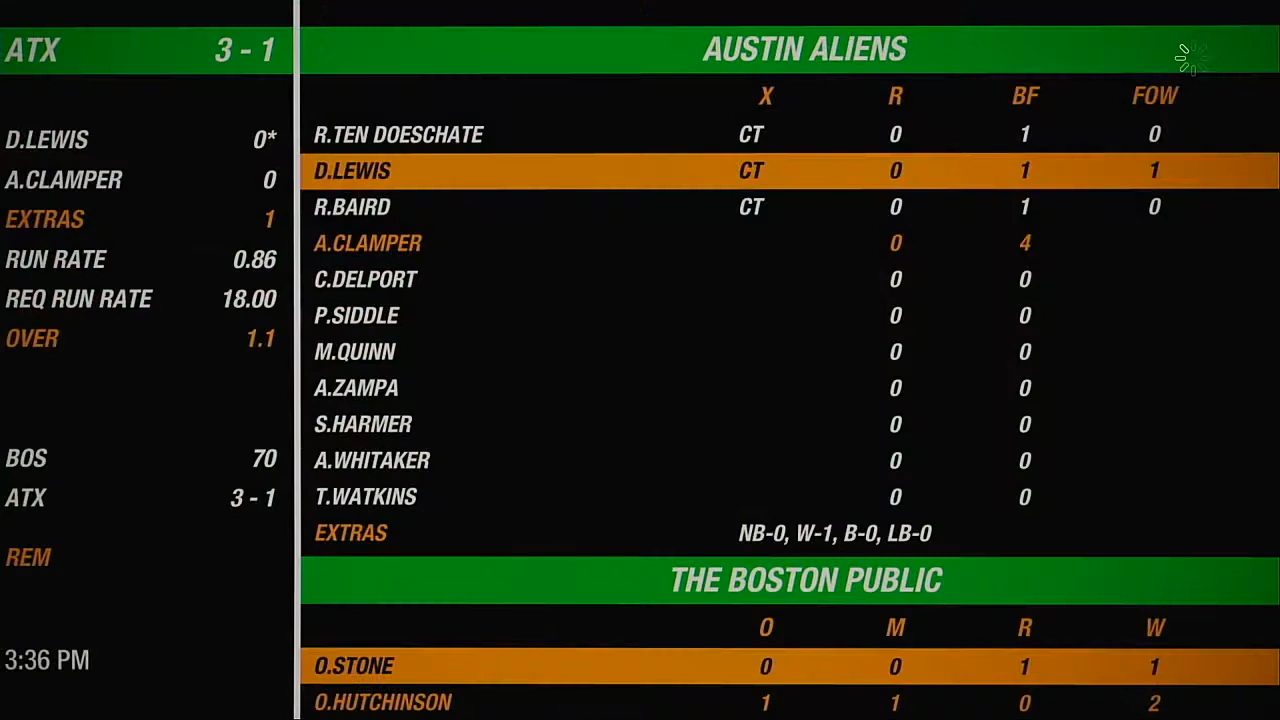 ATX 3 - 1
D.LEWIS 0*
A.CLAMPER 0
EXTRAS 1
RUN RATE 0.86
REQ RUN RATE 18.00
OVER 1.1
BOS 70
ATX 3 - 1
REM
3:36 PM
AUSTIN ALIENS
X R BF FOW
R.TEN DOESCHATE CT 0 1 0
D.LEWIS CT 0 1 1
R.BAIRD CT 0 1 0
A.CLAMPER 0 4
C.DELPORT 0 0
P.SIDDLE 0 0
M.QUINN 0 0
A.ZAMPA 0 0
S.HARMER 0 0
A.WHITAKER 0 0
T.WATKINS 0 0
EXTRAS NB-0, W-1, B-0, LB-0
THE BOSTON PUBLIC
O M R W
O.STONE 0 0 1 1
O.HUTCHINSON 1 1 0 2